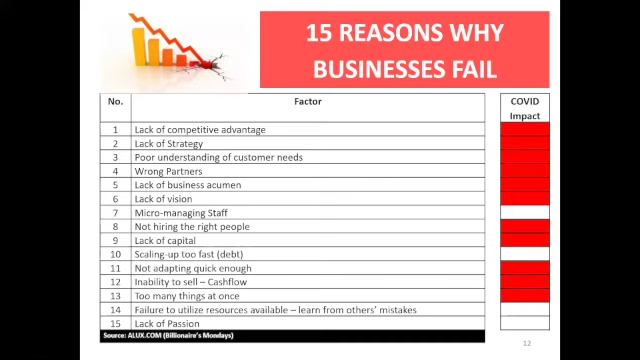 15 REASONS WHY
BUSINESSES FAIL
No. Factor COVID Impact
1 Lack of competitive advantage
2 Lack of Strategy
3 Poor understanding of customer needs
4 Wrong Partners
5 Lack of business acumen
6 Lack of vision
7 Micro-managing Staff
8 Not hiring the right people
9 Lack of capital
10 Scaling-up too fast (debt)
11 Not adapting quick enough
12 Inability to sell – Cashflow
13 Too many things at once
14 Failure to utilize resources available – learn from others' mistakes
15 Lack of Passion
Source: ALUX.COM (Billionaire's Mondays)
12